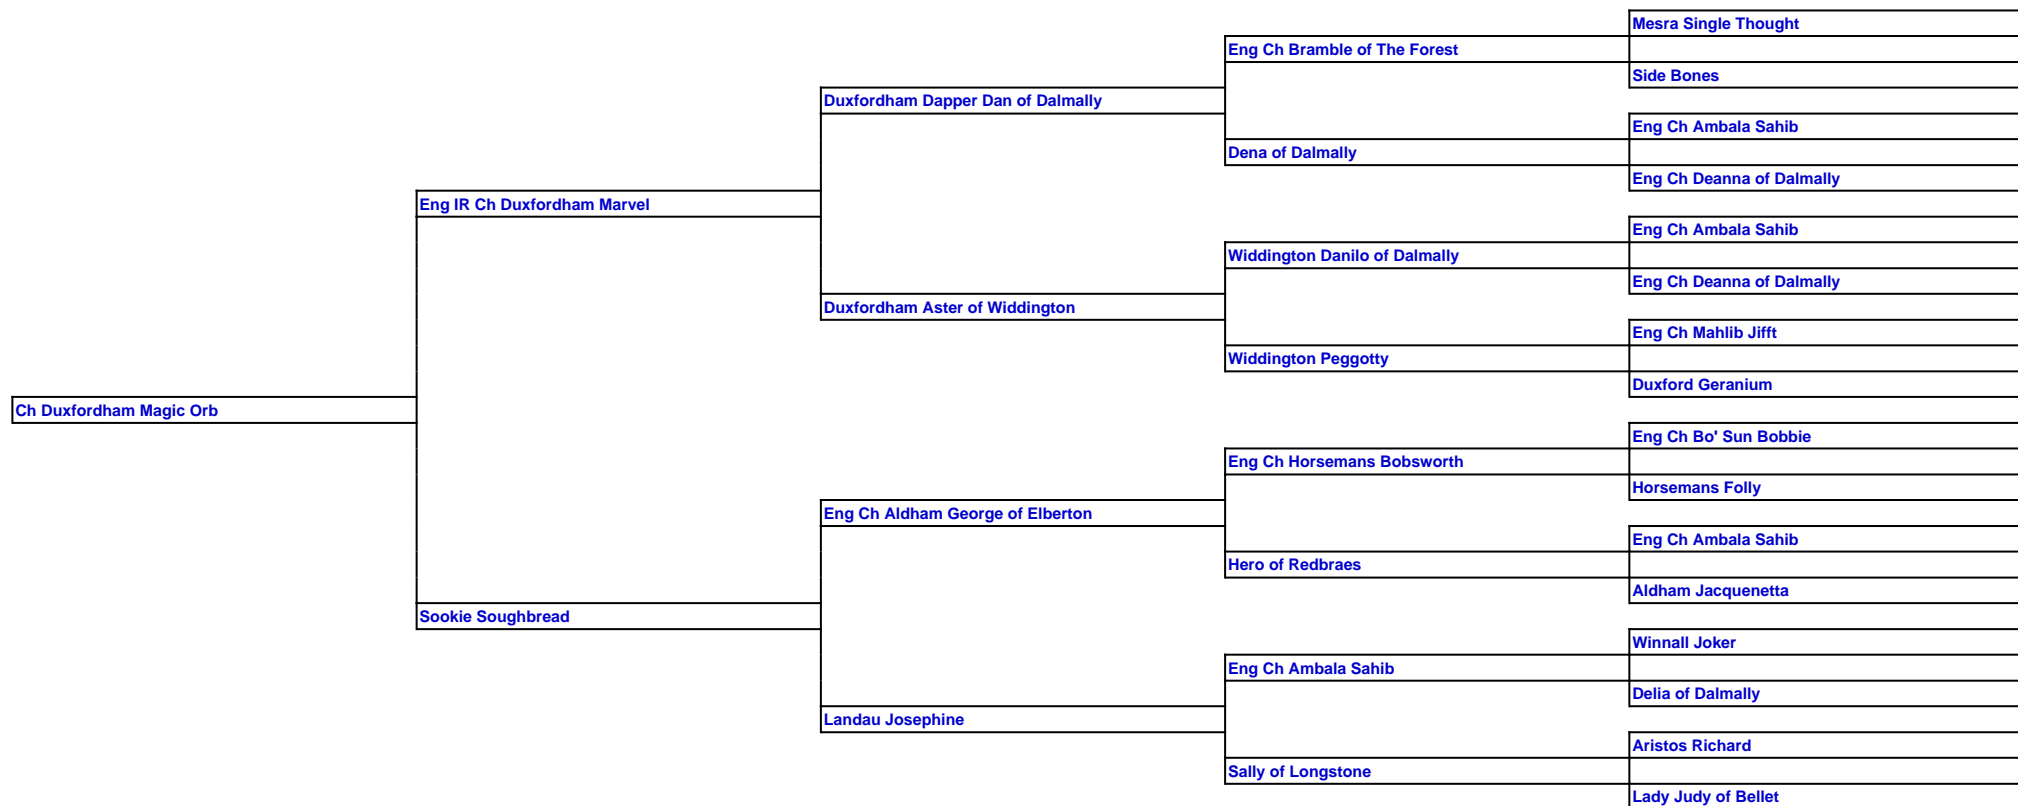 Mesra Single Thought
Eng Ch Bramble of The Forest
Side Bones
Duxfordham Dapper Dan of Dalmally
Eng Ch Ambala Sahib
Dena of Dalmally
Eng Ch Deanna of Dalmally
Eng IR Ch Duxfordham Marvel
Eng Ch Ambala Sahib
Widdington Danilo of Dalmally
Eng Ch Deanna of Dalmally
Duxfordham Aster of Widdington
Eng Ch Mahlib Jifft
Widdington Peggotty
Duxford Geranium
Ch Duxfordham Magic Orb
Eng Ch Bo' Sun Bobbie
Eng Ch Horsemans Bobsworth
Horsemans Folly
Eng Ch Aldham George of Elberton
Eng Ch Ambala Sahib
Hero of Redbraes
Aldham Jacquenetta
Sookie Soughbread
Winnall Joker
Eng Ch Ambala Sahib
Delia of Dalmally
Landau Josephine
Aristos Richard
Sally of Longstone
Lady Judy of Bellet